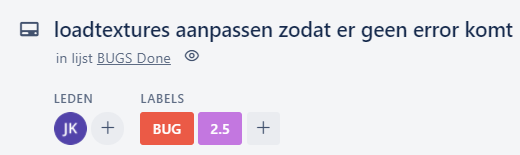 loadtextures aanpassen zodat er geen error komt
in lijst BUGS Done
LEDEN LABELS
JK + BUG 2.5 +